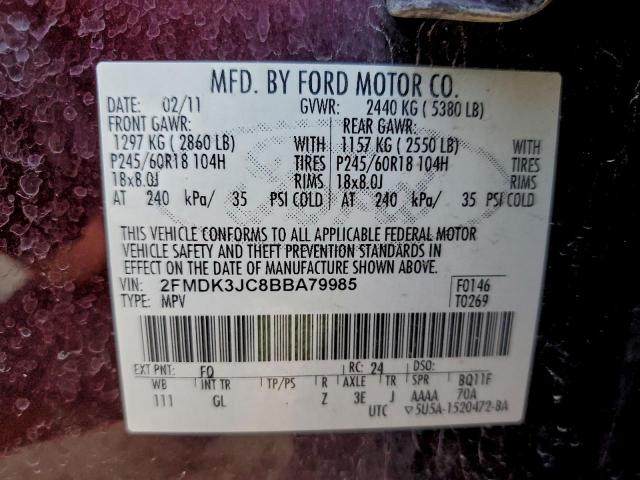 MFD. BY FORD MOTOR CO.
DATE: 02/11 GVWR: 2440 KG ( 5380 LB)
FRONT GAWR: REAR GAWR:
1297 KG ( 2860 LB) WITH 1157 KG ( 2550 LB) WITH
P245/60R18 104H TIRES P245/60R18 104H TIRES
18x8.0J RIMS 18x8.0J RIMS
AT 240 kPa/ 35 PSI COLD AT 240 kPa/ 35 PSI COLD
THIS VEHICLE CONFORMS TO ALL APPLICABLE FEDERAL MOTOR
VEHICLE SAFETY AND THEFT PREVENTION STANDARDS IN
EFFECT ON THE DATE OF MANUFACTURE SHOWN ABOVE.
VIN: 2FMDK3JC8BBA79985 F0146
TYPE: MPV T0269
EXT PNT: FQ RC: 24 DSO:
WB INT TR TP/PS R AXLE TR SPR BQ11F
111 GL Z 3E J AAAA 70A
UTC ▽5U5A-1520472-BA